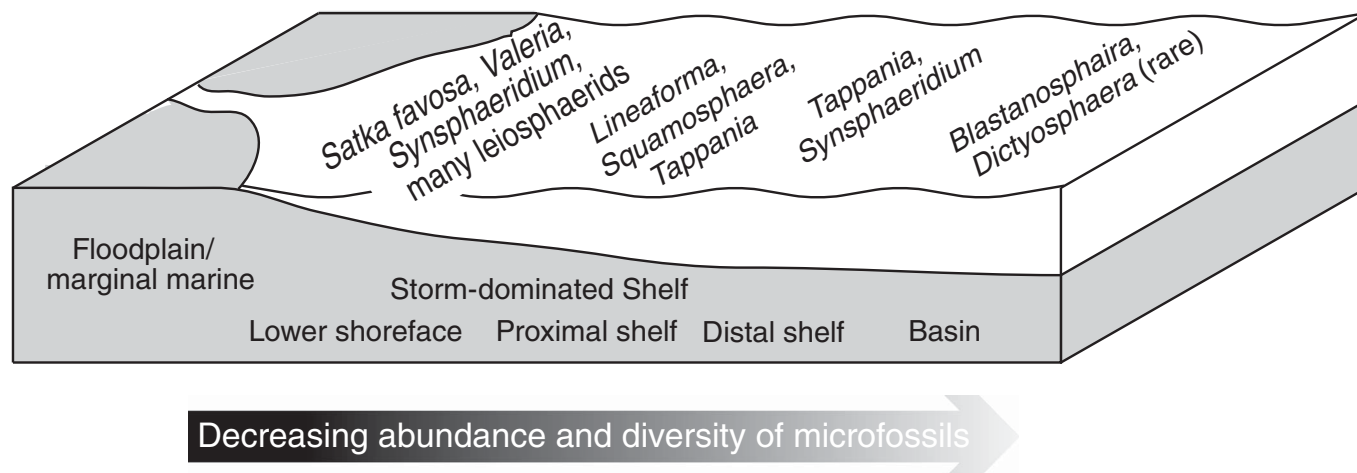 Satka favosa, Valeria,
Synsphaeridium,
many leiosphaerids
Lineaforma,
Squamosphaera,
Tappania
Tappania,
Synsphaeridium
Blastanosphaira,
Dictyosphaera (rare)
Floodplain/
marginal marine
Storm-dominated Shelf
Lower shoreface
Proximal shelf
Distal shelf
Basin
Decreasing abundance and diversity of microfossils